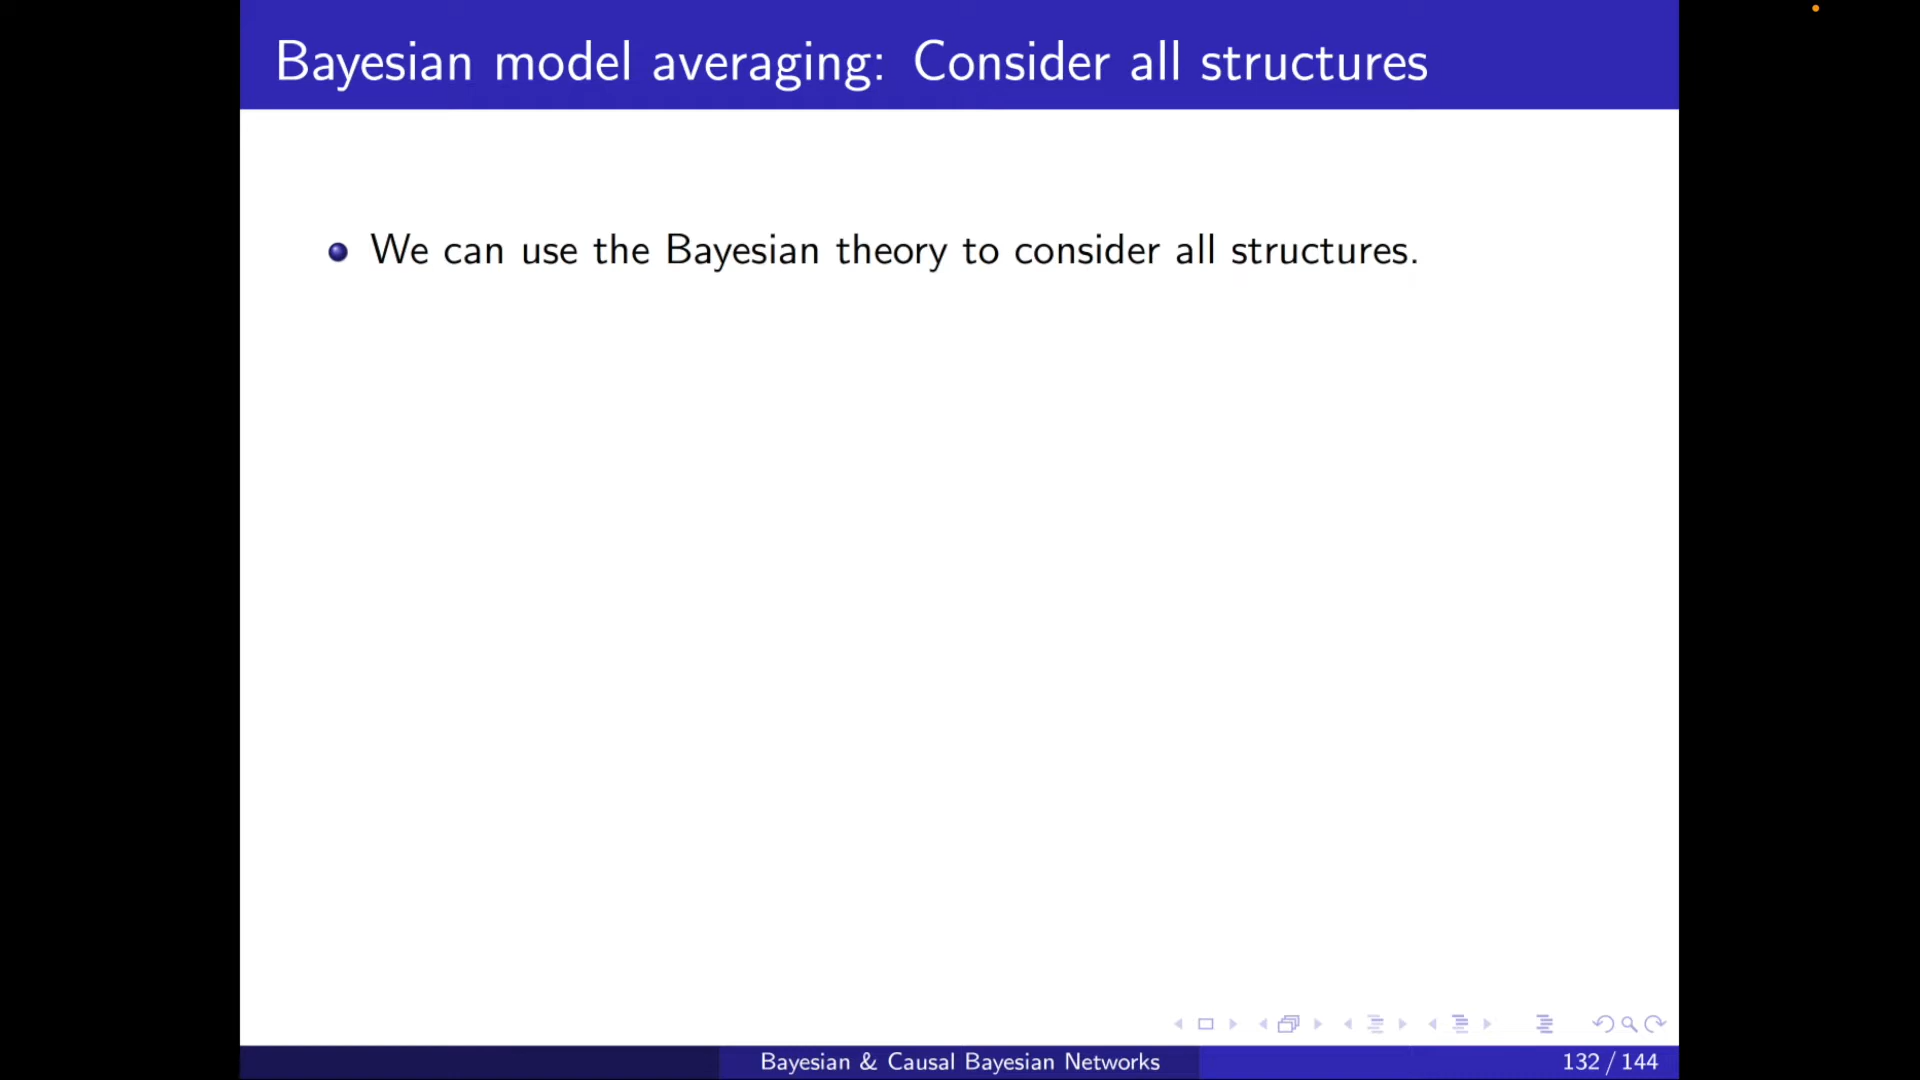 Bayesian model averaging: Consider all structures
We can use the Bayesian theory to consider all structures.
Bayesian & Causal Bayesian Networks
132 / 144